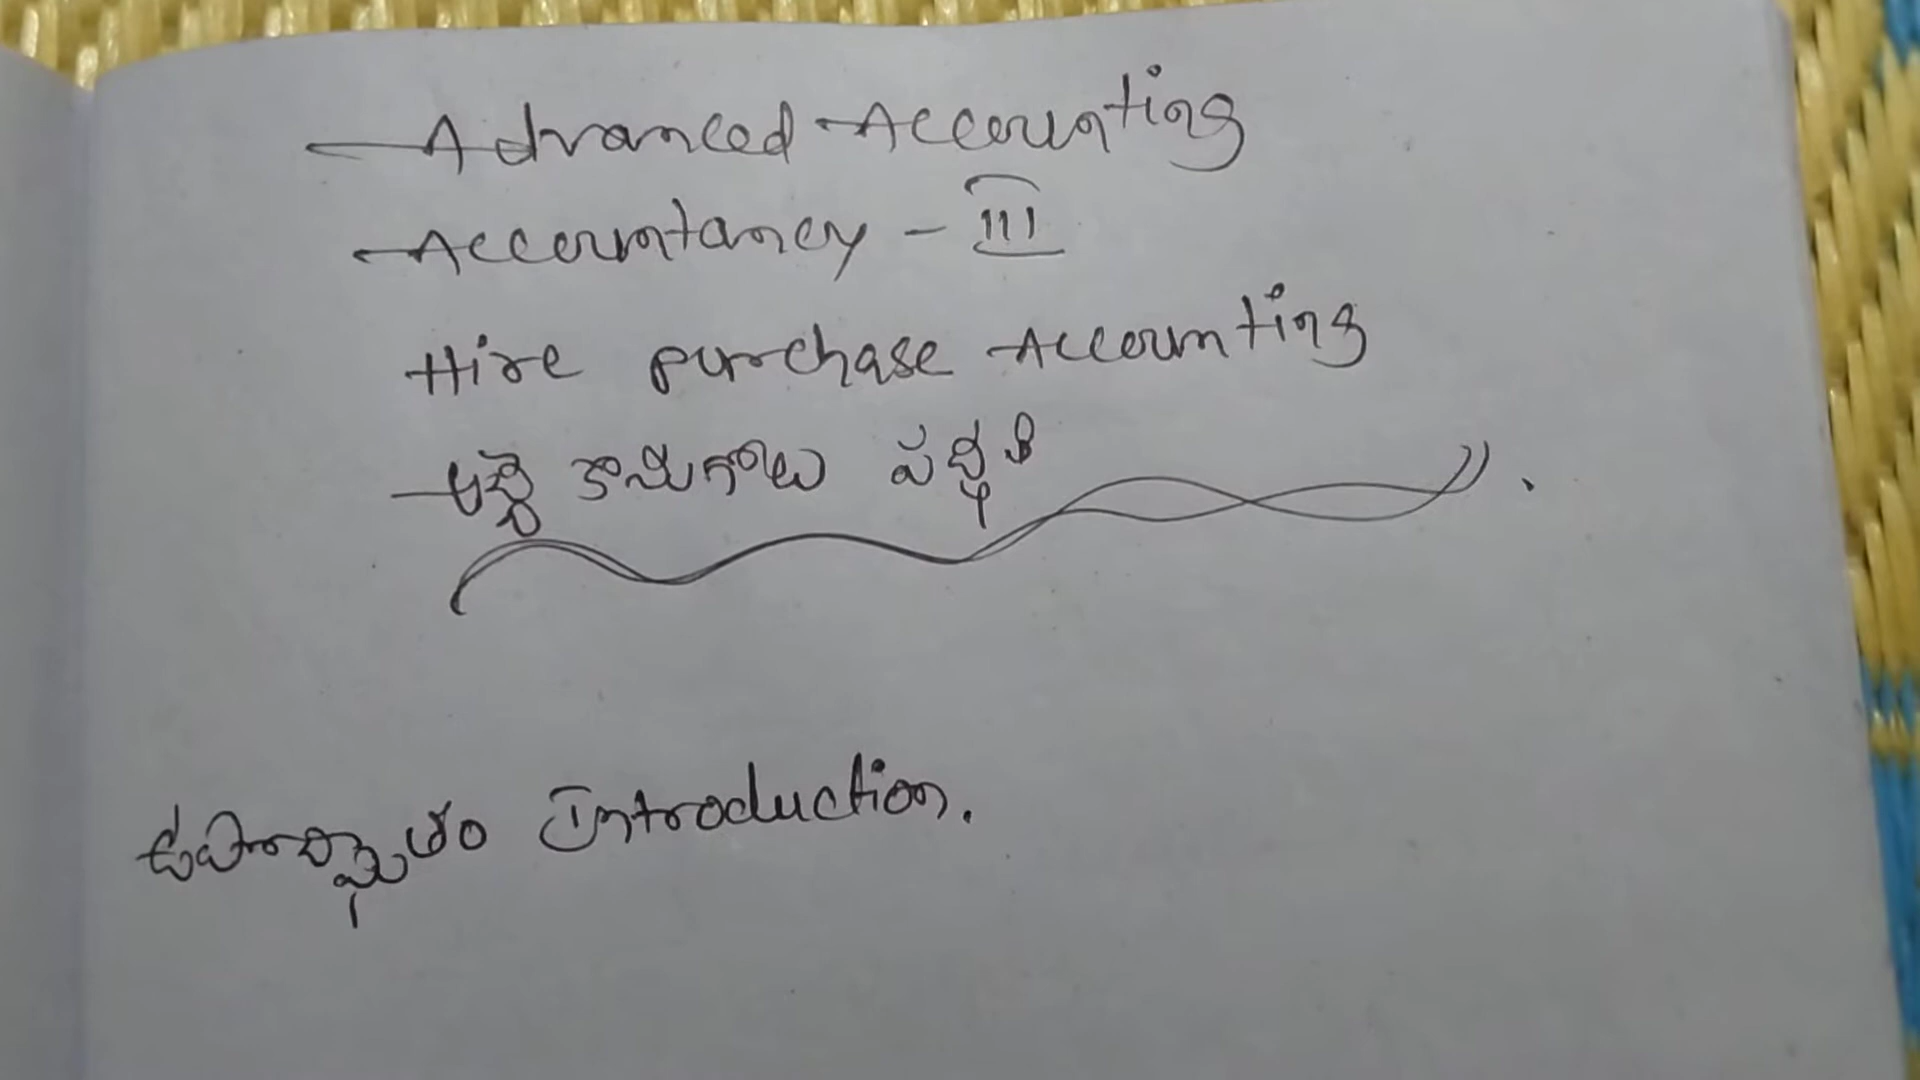 Advanced Accounting
Accountancy - III
Hire purchase Accounting
అద్దె కొనుగోలు పద్ధతి
ఉపోద్ఘాతం Introduction.